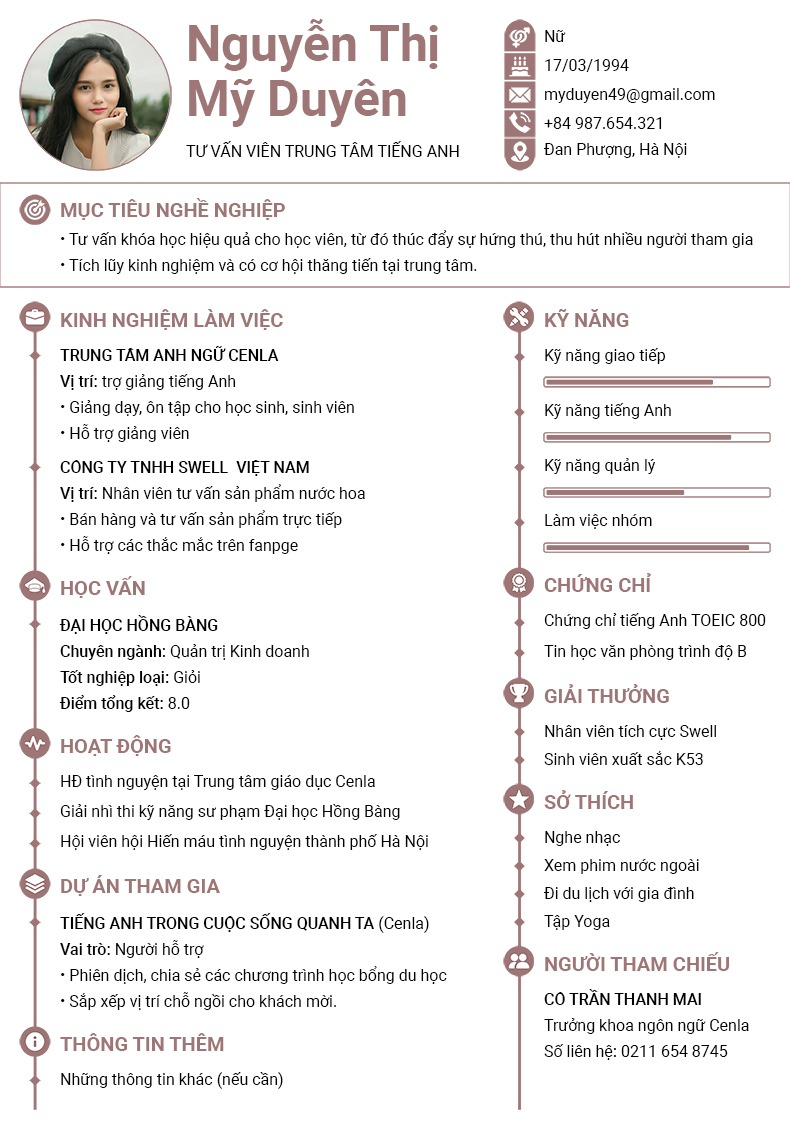 Nguyễn Thị
Mỹ Duyên
TƯ VẤN VIÊN TRUNG TÂM TIẾNG ANH
Nữ
17/03/1994
myduyen49@gmail.com
+84 987.654.321
Đan Phượng, Hà Nội
MỤC TIÊU NGHỀ NGHIỆP
• Tư vấn khóa học hiệu quả cho học viên, từ đó thúc đẩy sự hứng thú, thu hút nhiều người tham gia
• Tích lũy kinh nghiệm và có cơ hội thăng tiến tại trung tâm.
KINH NGHIỆM LÀM VIỆC
TRUNG TÂM ANH NGỮ CENLA
Vị trí: trợ giảng tiếng Anh
• Giảng dạy, ôn tập cho học sinh, sinh viên
• Hỗ trợ giảng viên
CÔNG TY TNHH SWELL  VIỆT NAM
Vị trí: Nhân viên tư vấn sản phẩm nước hoa
• Bán hàng và tư vấn sản phẩm trực tiếp
• Hỗ trợ các thắc mắc trên fanpge
HỌC VẤN
ĐẠI HỌC HỒNG BÀNG
Chuyên ngành: Quản trị Kinh doanh
Tốt nghiệp loại: Giỏi
Điểm tổng kết: 8.0
HOẠT ĐỘNG
HĐ tình nguyện tại Trung tâm giáo dục Cenla
Giải nhì thi kỹ năng sư phạm Đại học Hồng Bàng
Hội viên hội Hiến máu tình nguyện thành phố Hà Nội
DỰ ÁN THAM GIA
TIẾNG ANH TRONG CUỘC SỐNG QUANH TA (Cenla)
Vai trò: Người hỗ trợ
• Phiên dịch, chia sẻ các chương trình học bổng du học
• Sắp xếp vị trí chỗ ngồi cho khách mời.
THÔNG TIN THÊM
Những thông tin khác (nếu cần)
KỸ NĂNG
Kỹ năng giao tiếp
Kỹ năng tiếng Anh
Kỹ năng quản lý
Làm việc nhóm
CHỨNG CHỈ
Chứng chỉ tiếng Anh TOEIC 800
Tin học văn phòng trình độ B
GIẢI THƯỞNG
Nhân viên tích cực Swell
Sinh viên xuất sắc K53
SỞ THÍCH
Nghe nhạc
Xem phim nước ngoài
Đi du lịch với gia đình
Tập Yoga
NGƯỜI THAM CHIẾU
CÔ TRẦN THANH MAI
Trưởng khoa ngôn ngữ Cenla
Số liên hệ: 0211 654 8745